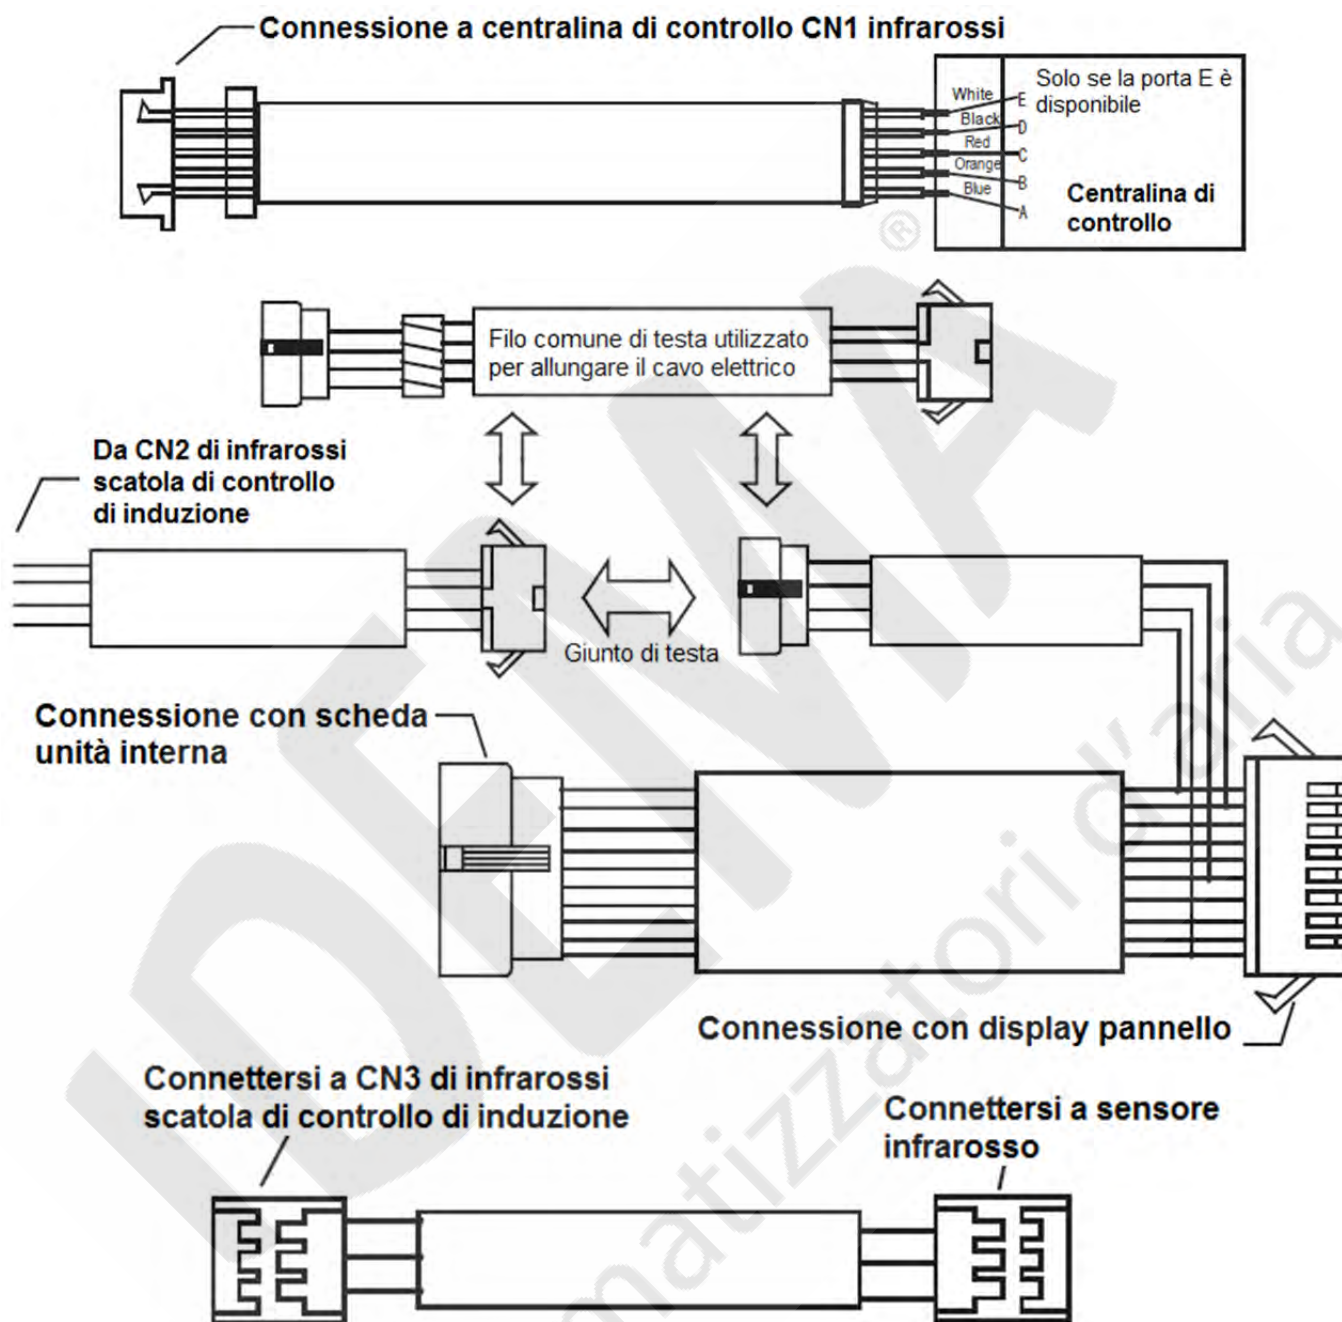 Connessione a centralina di controllo CN1 infrarossi
White
E
Solo se la porta E è
disponibile
Black
D
Red
C
Orange
B
Blue
A
Centralina di
controllo
®
Filo comune di testa utilizzato
per allungare il cavo elettrico
Da CN2 di infrarossi
scatola di controllo
di induzione
Giunto di testa
Connessione con scheda
unità interna
Connessione con display pannello
Connettersi a CN3 di infrarossi
scatola di controllo di induzione
Connettersi a sensore
infrarosso
IDEMA
matizzatori d'aria